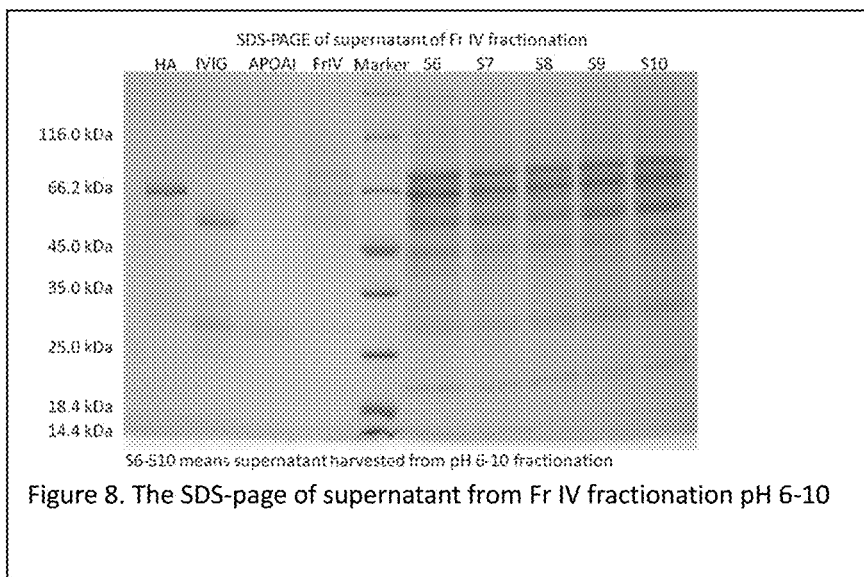 SDS-PAGE of supernatant of Fr IV fractionation
HA IVIG APOAI FrIV Marker S6 S7 S8 S9 S10
116.0 kDa
66.2 kDa
45.0 kDa
35.0 kDa
25.0 kDa
18.4 kDa
14.4 kDa
S6-S10 means supernatant harvested from pH 6-10 fractionation
Figure 8. The SDS-page of supernatant from Fr IV fractionation pH 6-10